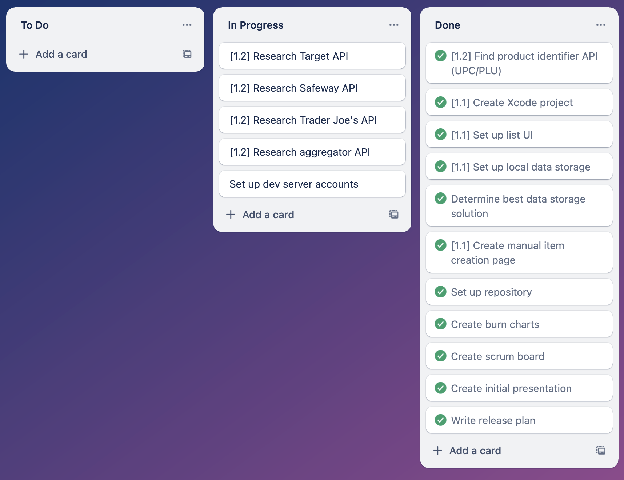 To Do
Add a card
In Progress
[1.2] Research Target API
[1.2] Research Safeway API
[1.2] Research Trader Joe's API
[1.2] Research aggregator API
Set up dev server accounts
Add a card
Done
[1.2] Find product identifier API
(UPC/PLU)
[1.1] Create Xcode project
[1.1] Set up list UI
[1.1] Set up local data storage
Determine best data storage
solution
[1.1] Create manual item
creation page
Set up repository
Create burn charts
Create scrum board
Create initial presentation
Write release plan
Add a card